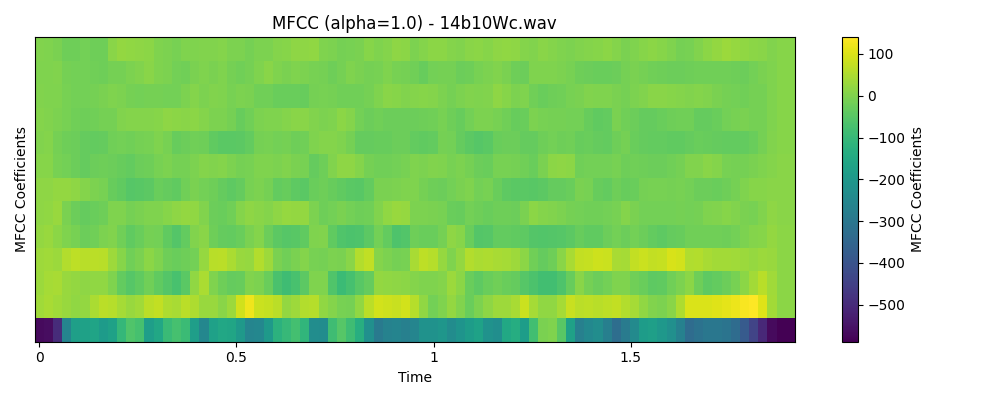 MFCC (alpha=1.0) - 14b10Wc.wav
MFCC Coefficients
0
0.5
1
1.5
Time
100
0
−100
−200
−300
−400
−500
MFCC Coefficients